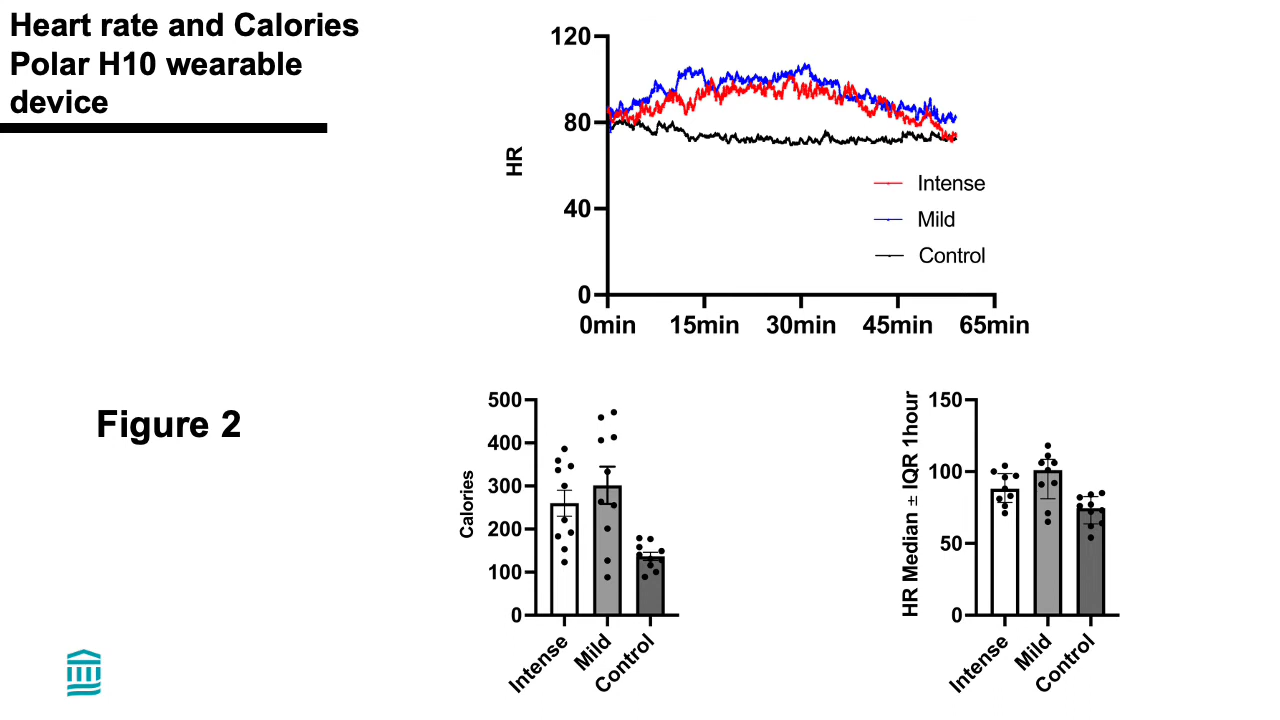 Heart rate and Calories
Polar H10 wearable
device
120
80
40
0
HR
Intense
Mild
Control
0min 15min 30min 45min 65min
Figure 2
500
400
300
200
100
0
Calories
Intense Mild Control
150
100
50
0
HR Median ± IQR 1hour
Intense Mild Control